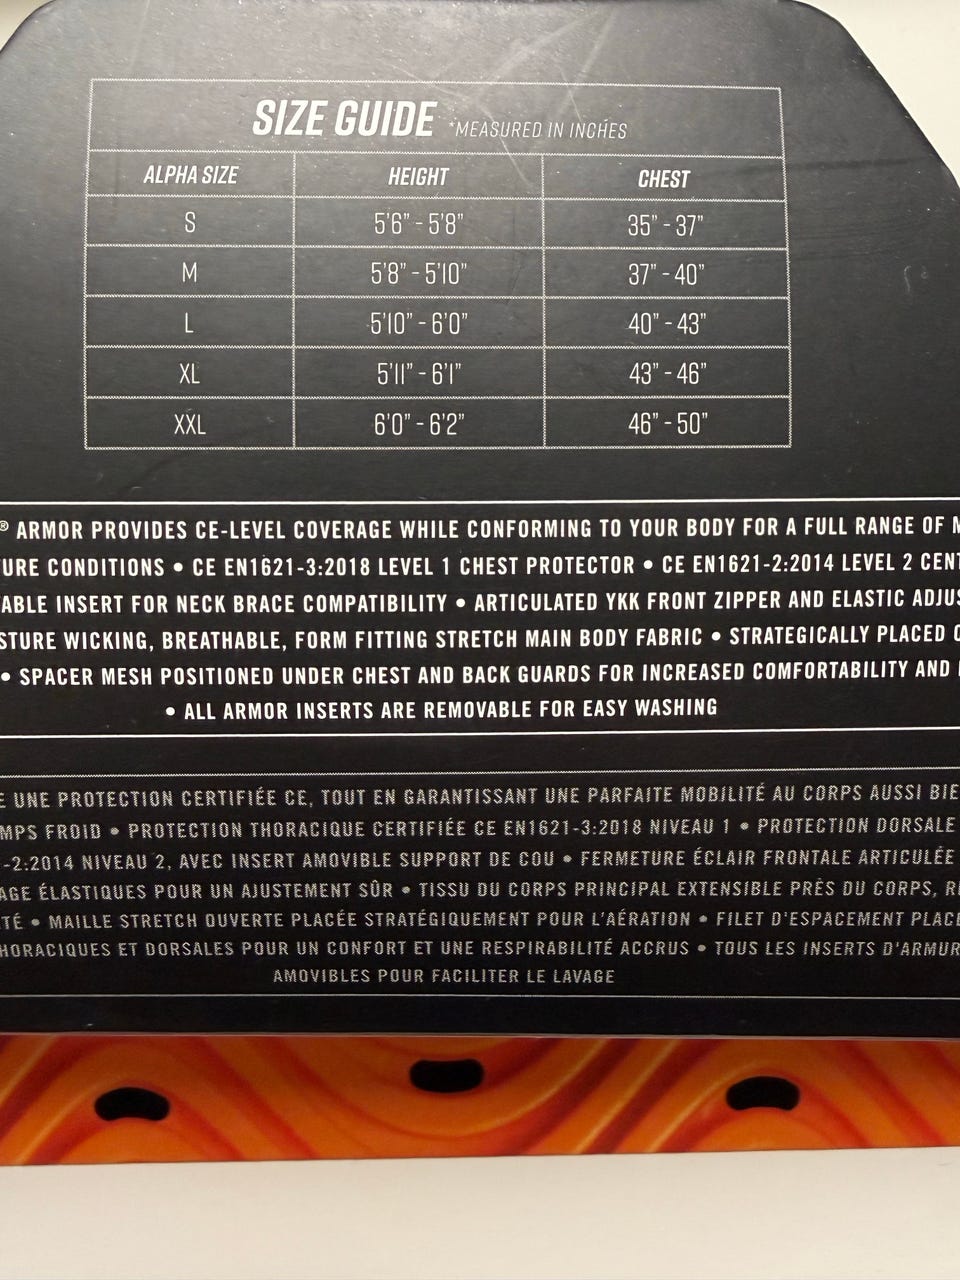 SIZE GUIDE *MEASURED IN INCHES
ALPHA SIZE HEIGHT CHEST
S 5'6" - 5'8" 35" - 37"
M 5'8" - 5'10" 37" - 40"
L 5'10" - 6'0" 40" - 43"
XL 5'11" - 6'1" 43" - 46"
XXL 6'0" - 6'2" 46" - 50"
® ARMOR PROVIDES CE-LEVEL COVERAGE WHILE CONFORMING TO YOUR BODY FOR A FULL RANGE OF
CONDITIONS • CE EN1621-3:2018 LEVEL 1 CHEST PROTECTOR • CE EN1621-2:2014 LEVEL 2
INSERT FOR NECK BRACE COMPATIBILITY • ARTICULATED YKK FRONT ZIPPER AND ELASTIC
WICKING, BREATHABLE, FORM FITTING STRETCH MAIN BODY FABRIC • STRATEGICALLY PLACED
• SPACER MESH POSITIONED UNDER CHEST AND BACK GUARDS FOR INCREASED COMFORTABILITY AND
• ALL ARMOR INSERTS ARE REMOVABLE FOR EASY WASHING
UNE PROTECTION CERTIFIÉE CE, TOUT EN GARANTISSANT UNE PARFAITE MOBILITÉ AU CORPS AUSSI
FROID • PROTECTION THORACIQUE CERTIFIÉE CE EN1621-3:2018 NIVEAU 1 • PROTECTION DORSALE
-2:2014 NIVEAU 2, AVEC INSERT AMOVIBLE SUPPORT DE COU • FERMETURE ÉCLAIR FRONTALE ARTICULÉE
ÉLASTIQUES POUR UN AJUSTEMENT SÛR • TISSU DU CORPS PRINCIPAL EXTENSIBLE PRÈS DU CORPS,
• MAILLE STRETCH OUVERTE PLACÉE STRATÉGIQUEMENT POUR L'AÉRATION • FILET D'ESPACEMENT
ET DORSALES POUR UN CONFORT ET UNE RESPIRABILITÉ ACCRUS • TOUS LES INSERTS
AMOVIBLES POUR FACILITER LE LAVAGE